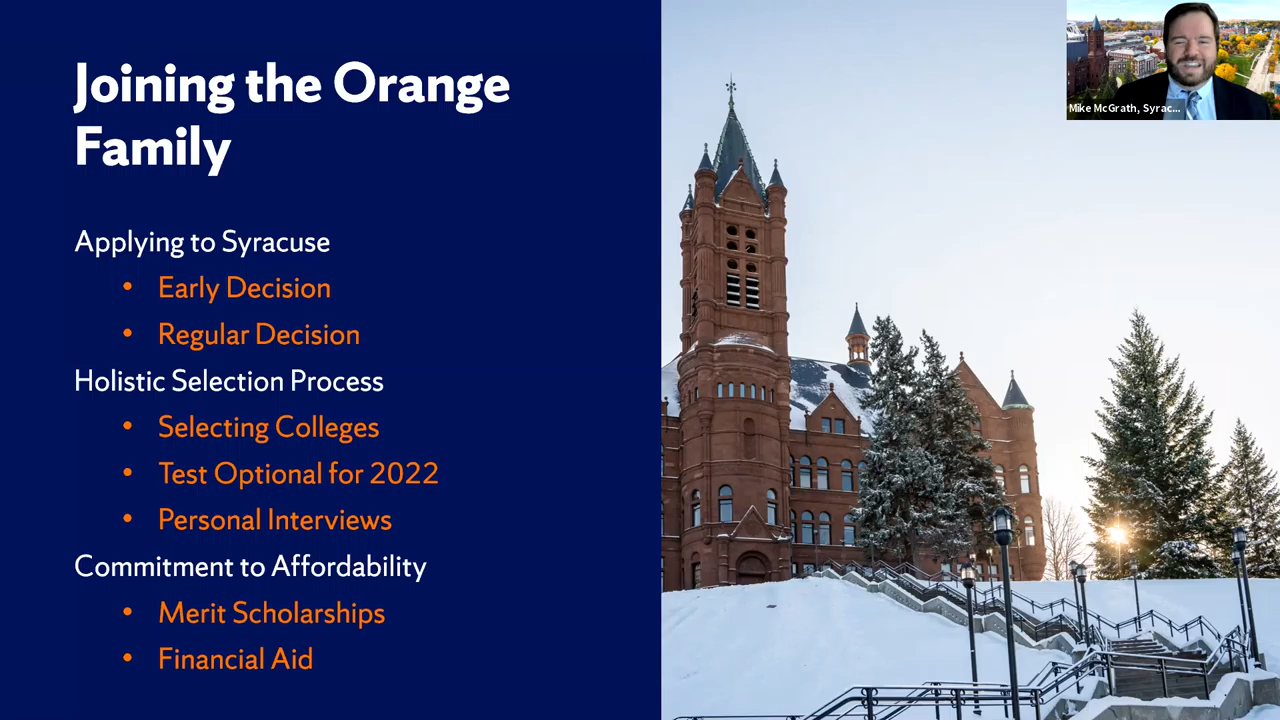 Joining the Orange
Family
Applying to Syracuse
• Early Decision
• Regular Decision
Holistic Selection Process
• Selecting Colleges
• Test Optional for 2022
• Personal Interviews
Commitment to Affordability
• Merit Scholarships
• Financial Aid
Mike McGrath, Syrac...